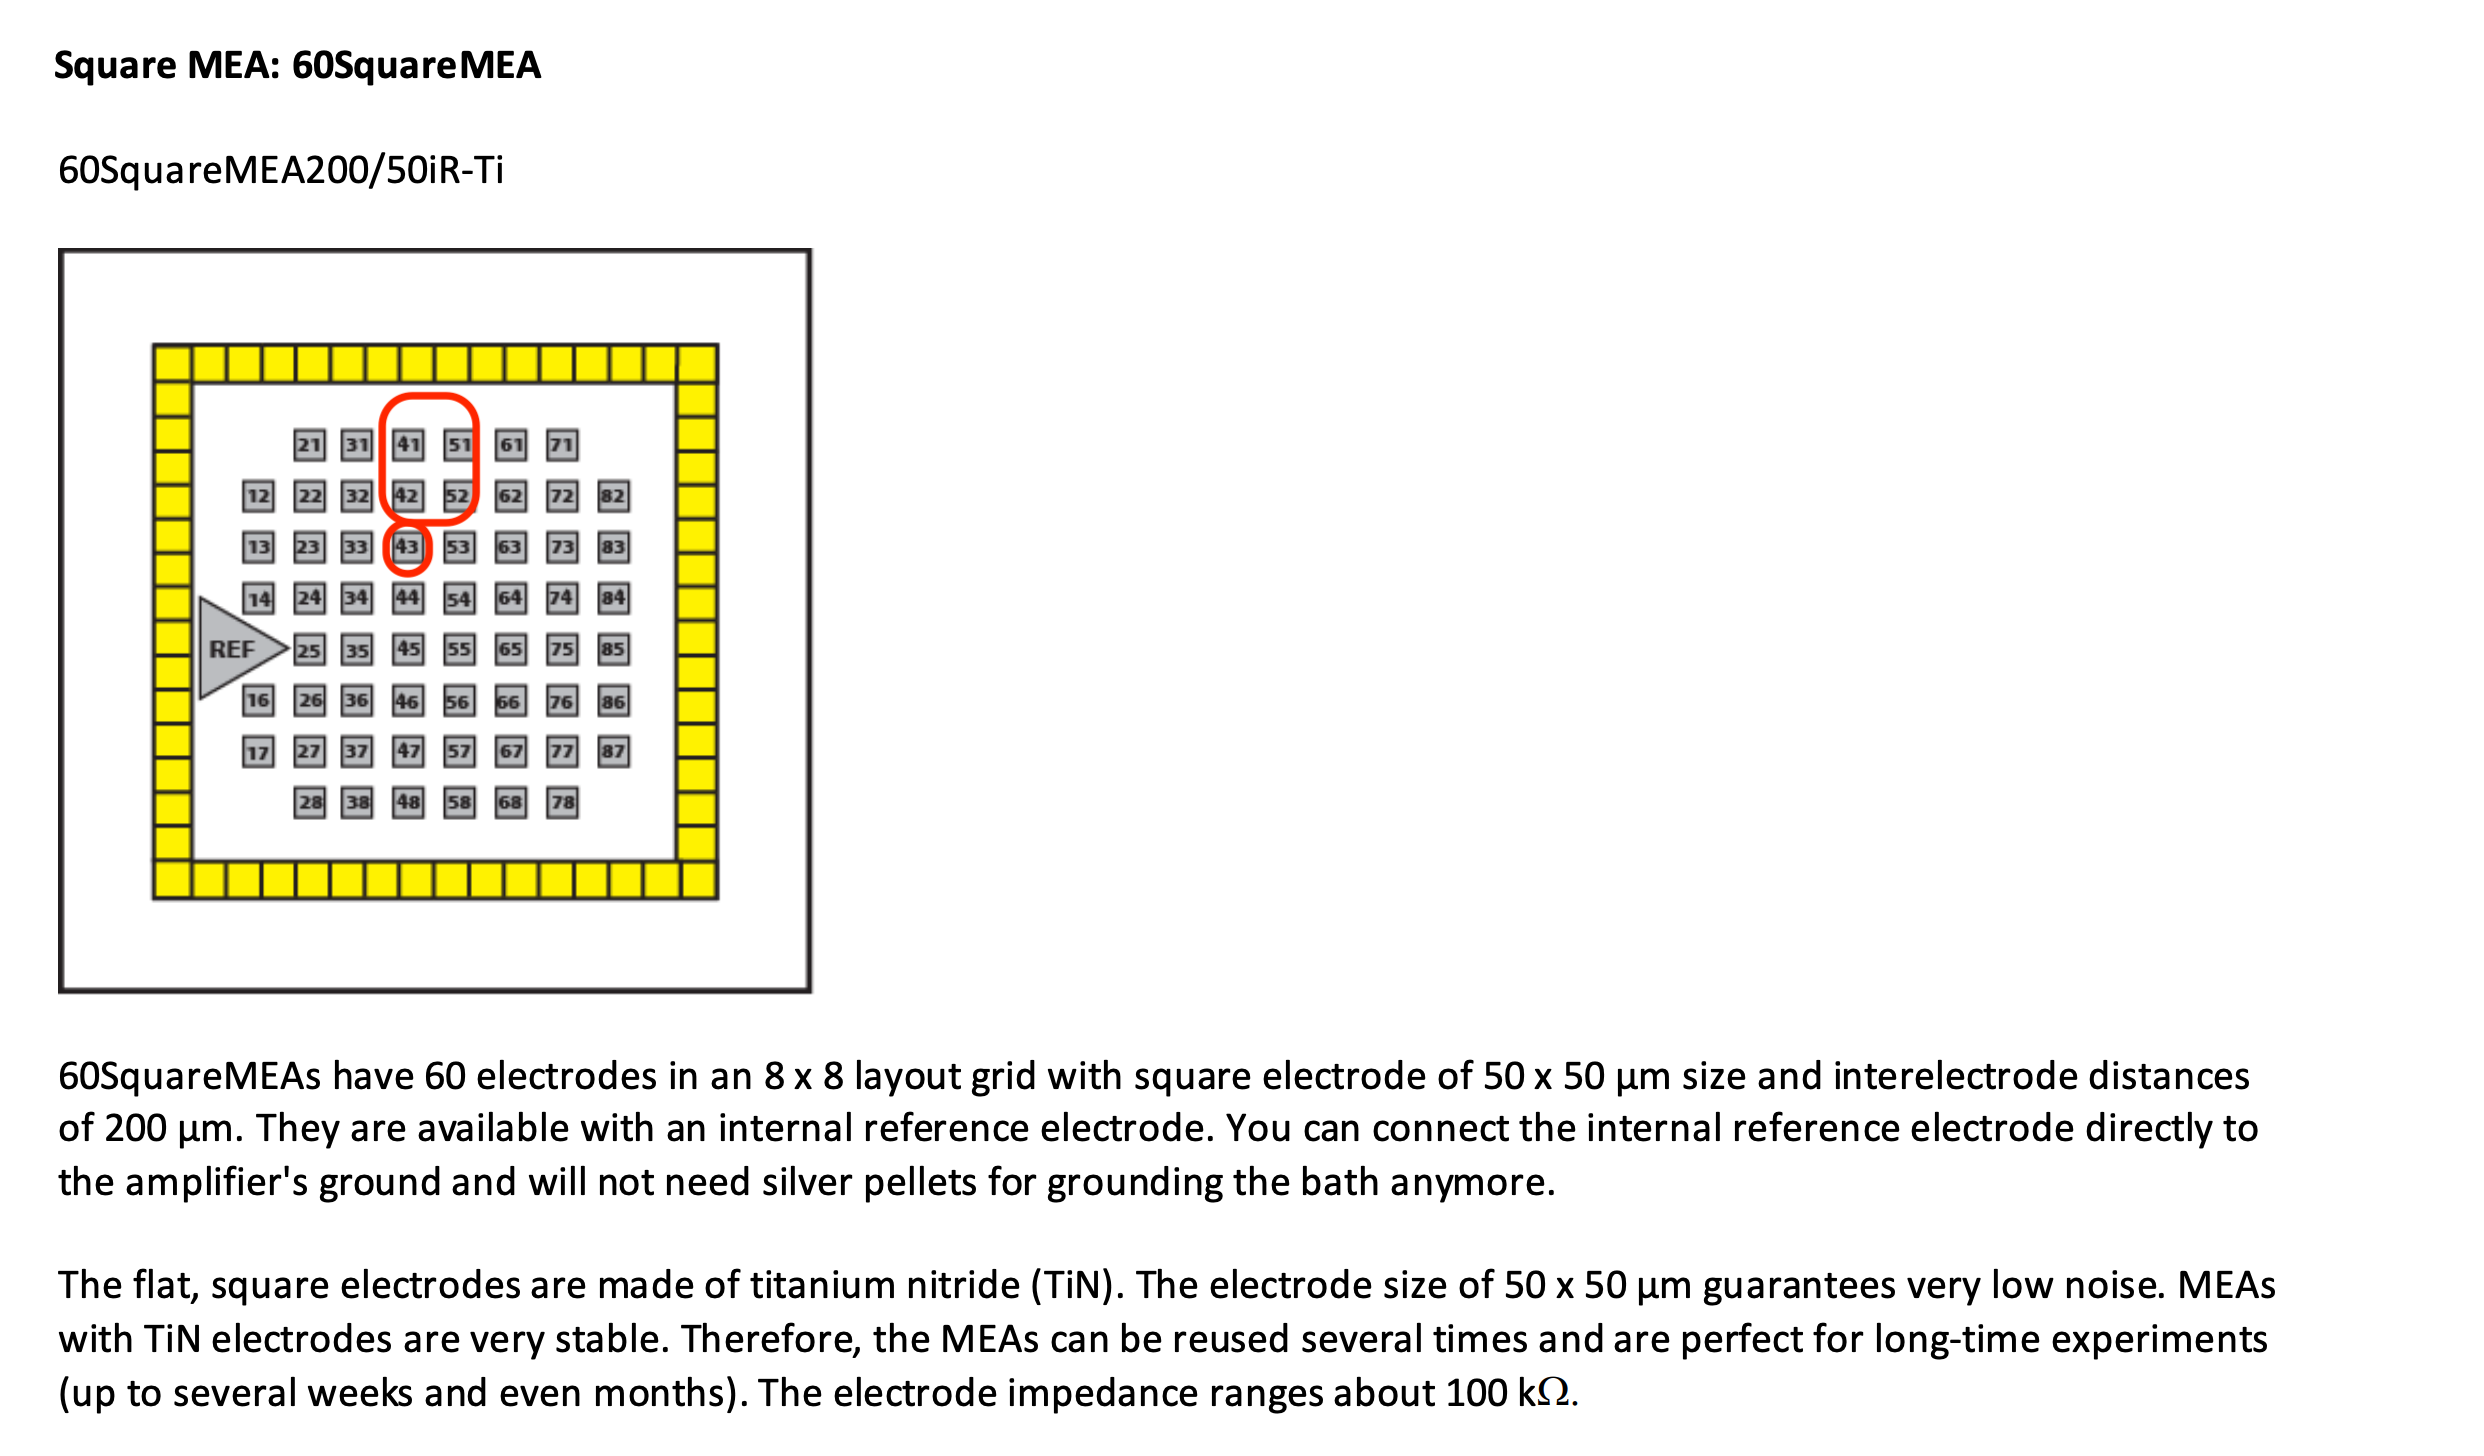 Square MEA: 60SquareMEA
60SquareMEA200/50iR-Ti
21 31 41 51 61 71
12 22 32 42 52 62 72 82
13 23 33 43 53 63 73 83
14 24 34 44 54 64 74 84
REF 25 35 45 55 65 75 85
16 26 36 46 56 66 76 86
17 27 37 47 57 67 77 87
28 38 48 58 68 78
60SquareMEAs have 60 electrodes in an 8 x 8 layout grid with square electrode of 50 x 50 µm size and interelectrode distances
of 200 µm. They are available with an internal reference electrode. You can connect the internal reference electrode directly to
the amplifier's ground and will not need silver pellets for grounding the bath anymore.
The flat, square electrodes are made of titanium nitride (TiN). The electrode size of 50 x 50 µm guarantees very low noise. MEAs
with TiN electrodes are very stable. Therefore, the MEAs can be reused several times and are perfect for long-time experiments
(up to several weeks and even months). The electrode impedance ranges about 100 kΩ.